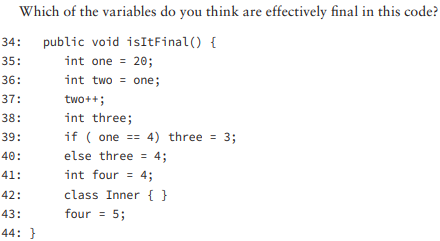 Which of the variables do you think are effectively final in this code?
34: public void isItFinal() {
35:    int one = 20;
36:    int two = one;
37:    two++;
38:    int three;
39:    if ( one == 4) three = 3;
40:    else three = 4;
41:    int four = 4;
42:    class Inner { }
43:    four = 5;
44: }